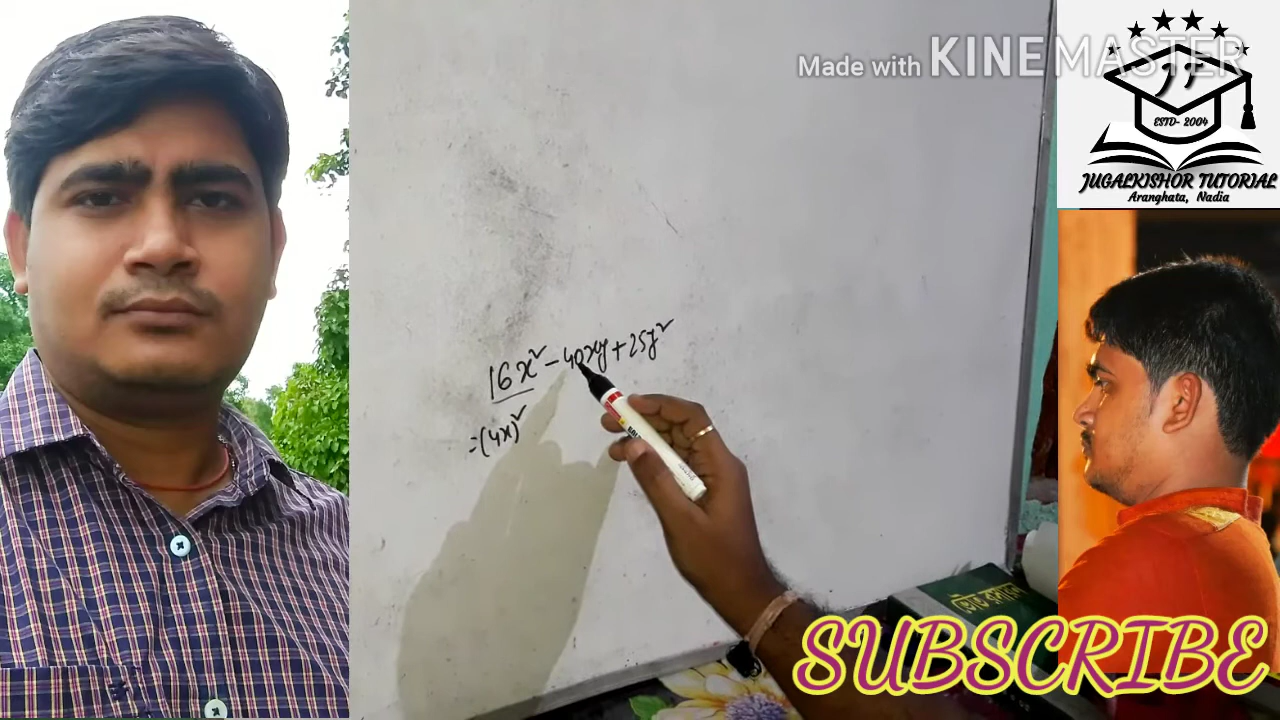 Made with KINEMASTER
ESTD- 2004
JUGALKISHOR TUTORIAL
Aranghata, Nadia
16x² - 40xy + 25y²
= (4x)²
SUBSCRIBE